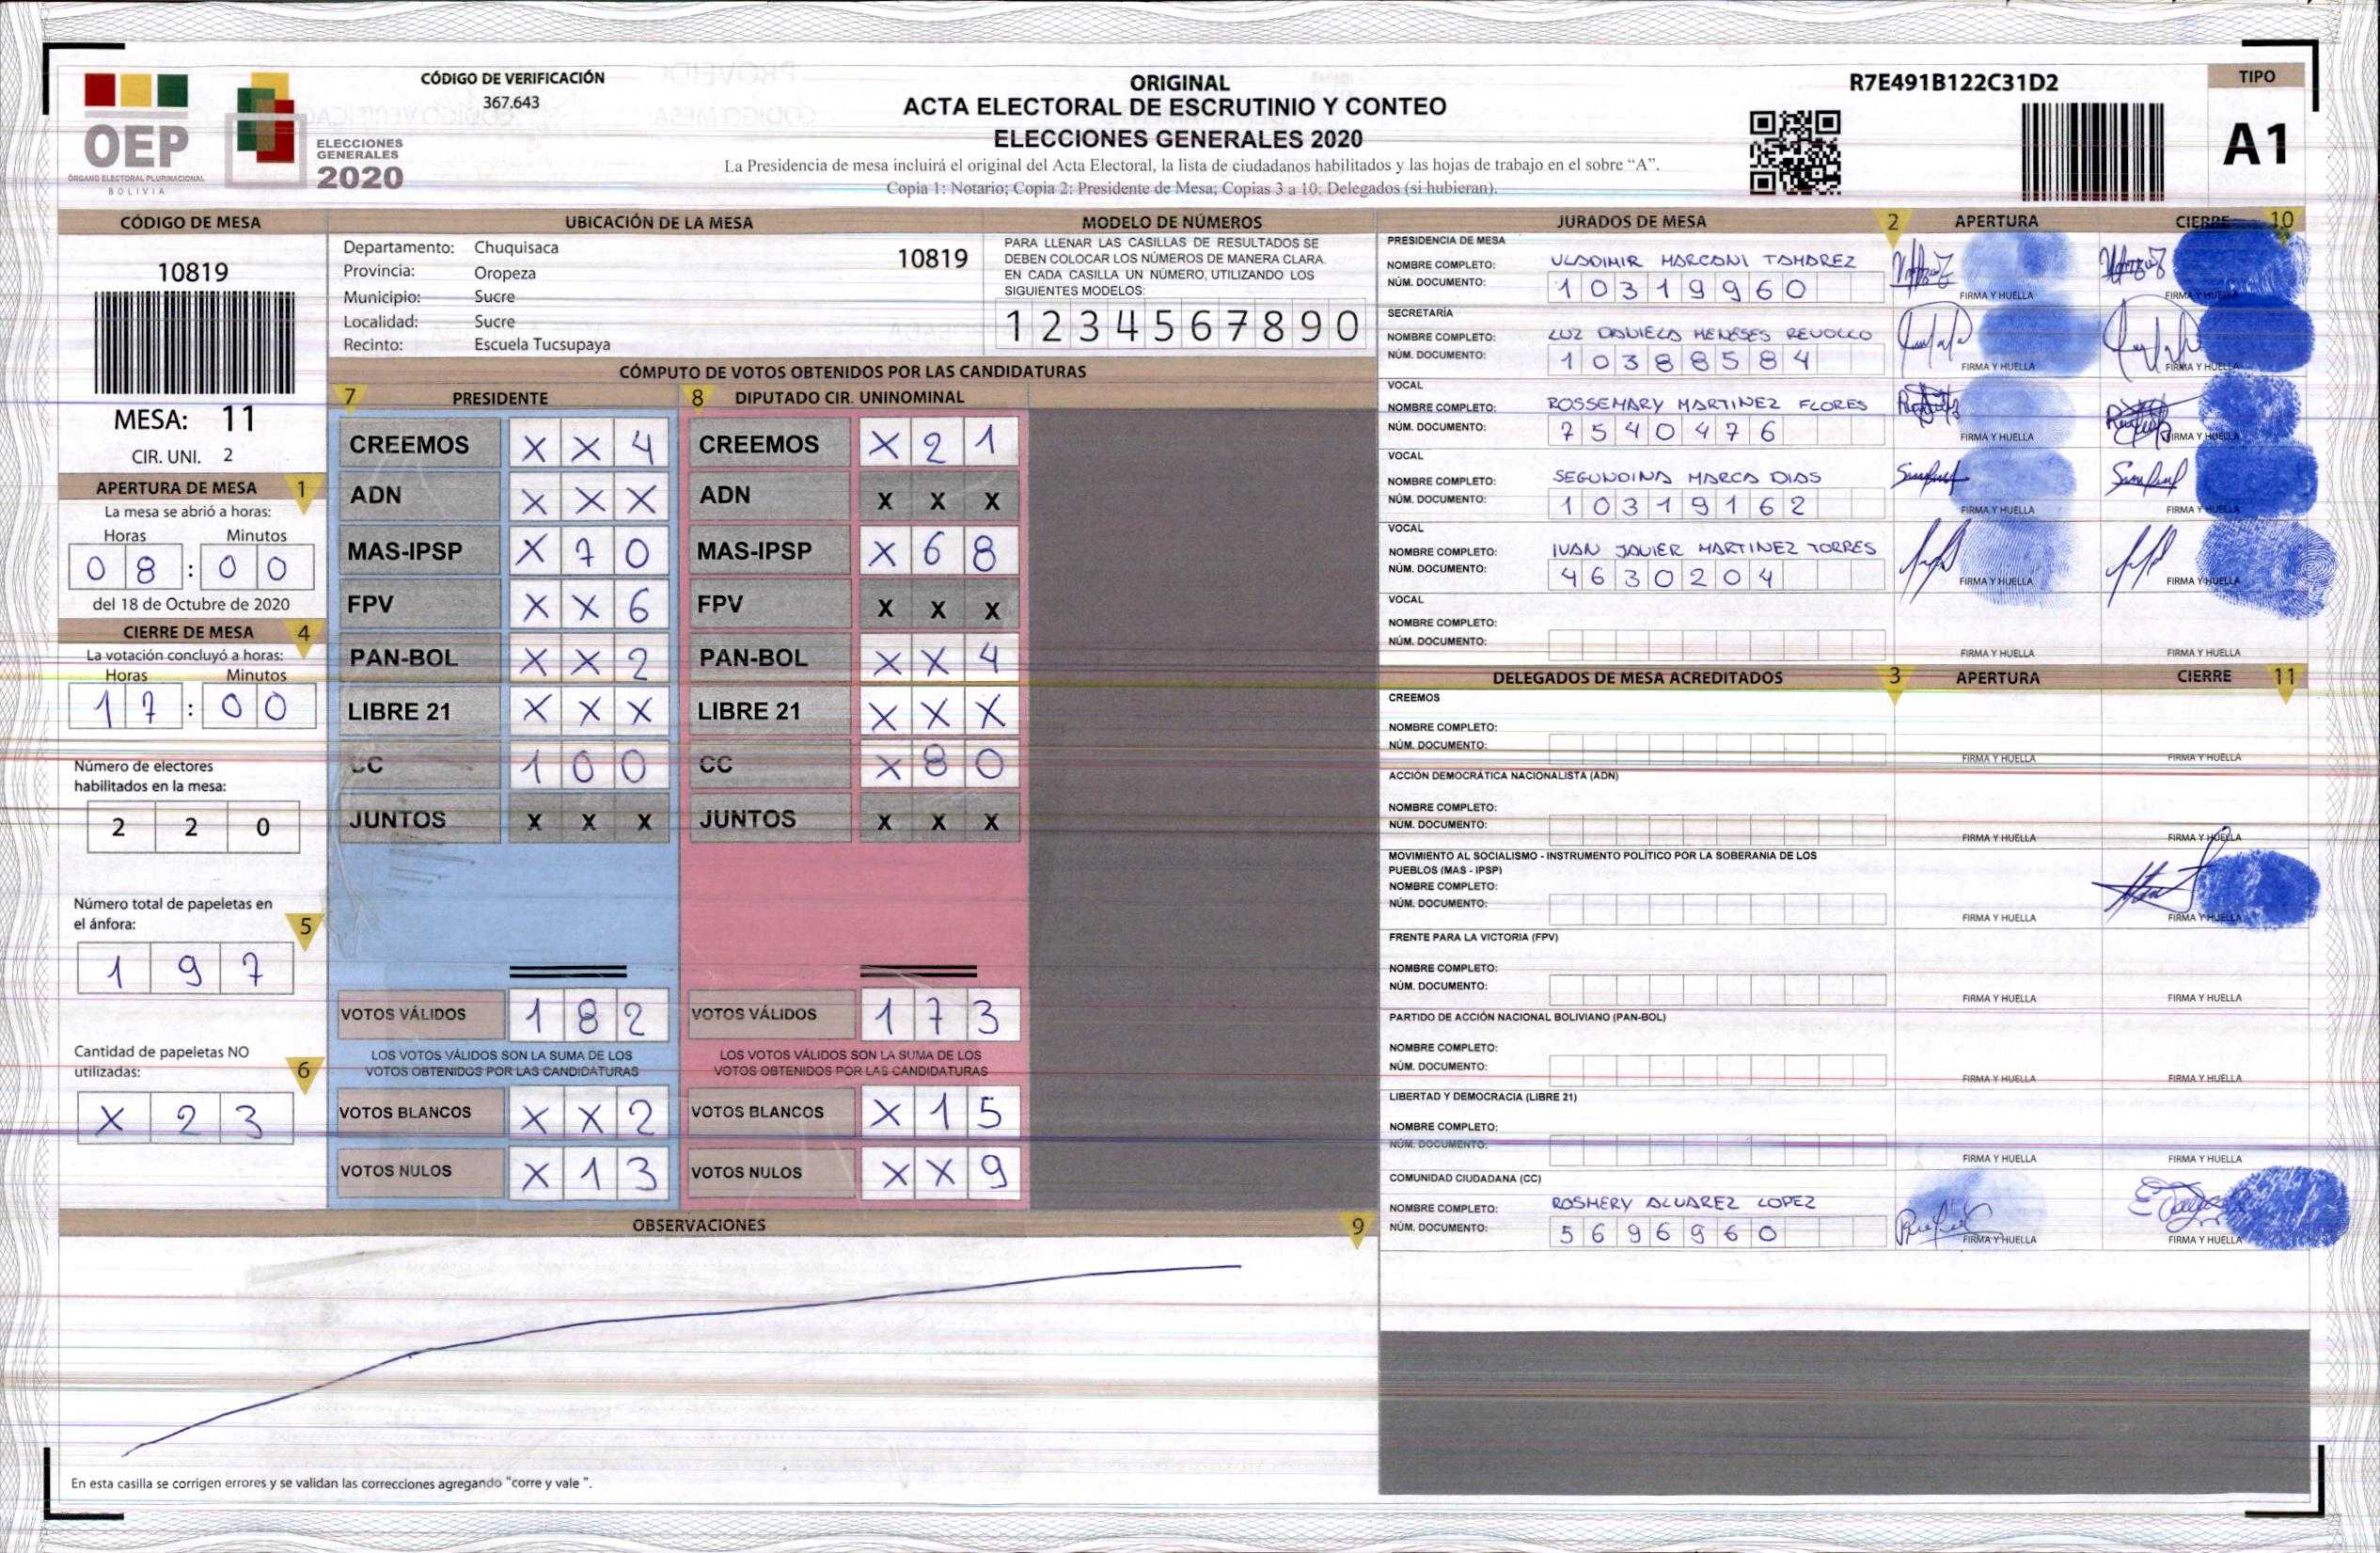 OEP
ÓRGANO ELECTORAL PLURINACIONAL
BOLIVIA
ELECCIONES
GENERALES
2020
CÓDIGO DE VERIFICACIÓN
367.643
ORIGINAL
ACTA ELECTORAL DE ESCRUTINIO Y CONTEO
ELECCIONES GENERALES 2020
La Presidencia de mesa incluirá el original del Acta Electoral, la lista de ciudadanos habilitados y las hojas de trabajo en el sobre “A”.
Copia 1: Notario; Copia 2: Presidente de Mesa; Copias 3 a 10; Delegados (si hubieran).
R7E491B122C31D2
TIPO
A1
CÓDIGO DE MESA
10819
MESA: 11
CIR. UNI. 2
APERTURA DE MESA 1
La mesa se abrió a horas:
Horas Minutos
0 8 : 0 0
del 18 de Octubre de 2020
CIERRE DE MESA 4
La votación concluyó a horas:
Horas Minutos
1 7 : 0 0
Número de electores
habilitados en la mesa:
2 2 0
Número total de papeletas en
el ánfora: 5
1 9 7
Cantidad de papeletas NO
utilizadas: 6
X 2 3
UBICACIÓN DE LA MESA
Departamento: Chuquisaca 10819
Provincia: Oropeza
Municipio: Sucre
Localidad: Sucre
Recinto: Escuela Tucsupaya
MODELO DE NÚMEROS
PARA LLENAR LAS CASILLAS DE RESULTADOS SE
DEBEN COLOCAR LOS NÚMEROS DE MANERA CLARA.
EN CADA CASILLA UN NÚMERO, UTILIZANDO LOS
SIGUIENTES MODELOS:
1 2 3 4 5 6 7 8 9 0
CÓMPUTO DE VOTOS OBTENIDOS POR LAS CANDIDATURAS
7 PRESIDENTE 8 DIPUTADO CIR. UNINOMINAL
CREEMOS X X 4 CREEMOS X 2 1
ADN X X X ADN X X X
MAS-IPSP X 7 0 MAS-IPSP X 6 8
FPV X X 6 FPV X X X
PAN-BOL X X 2 PAN-BOL X X 4
LIBRE 21 X X X LIBRE 21 X X X
CC 1 0 0 CC X 8 0
JUNTOS X X X JUNTOS X X X
VOTOS VÁLIDOS 1 8 2 VOTOS VÁLIDOS 1 7 3
LOS VOTOS VÁLIDOS SON LA SUMA DE LOS LOS VOTOS VÁLIDOS SON LA SUMA DE LOS
VOTOS OBTENIDOS POR LAS CANDIDATURAS VOTOS OBTENIDOS POR LAS CANDIDATURAS
VOTOS BLANCOS X X 2 VOTOS BLANCOS X 1 5
VOTOS NULOS X 1 3 VOTOS NULOS X X 9
OBSERVACIONES 9
En esta casilla se corrigen errores y se validan las correcciones agregando "corre y vale ".
JURADOS DE MESA 2 APERTURA CIERRE 10
PRESIDENCIA DE MESA
NOMBRE COMPLETO: VLADIMIR MARCONI TAMAREZ
NÚM. DOCUMENTO: 1 0 3 1 9 9 6 0
FIRMA Y HUELLA FIRMA Y HUELLA
SECRETARÍA
NOMBRE COMPLETO: LUZ DANIELA MENESES REVOLLO
NÚM. DOCUMENTO: 1 0 3 8 8 5 8 4
FIRMA Y HUELLA FIRMA Y HUELLA
VOCAL
NOMBRE COMPLETO: ROSSEMARY MARTINEZ FLORES
NÚM. DOCUMENTO: 7 5 4 0 4 7 6
FIRMA Y HUELLA FIRMA Y HUELLA
VOCAL
NOMBRE COMPLETO: SEGUNDINA MARCA DIAS
NÚM. DOCUMENTO: 1 0 3 1 9 1 6 2
FIRMA Y HUELLA FIRMA Y HUELLA
VOCAL
NOMBRE COMPLETO: IVAN JAVIER MARTINEZ TORRES
NÚM. DOCUMENTO: 4 6 3 0 2 0 4
FIRMA Y HUELLA FIRMA Y HUELLA
VOCAL
NOMBRE COMPLETO:
NÚM. DOCUMENTO:
FIRMA Y HUELLA FIRMA Y HUELLA
DELEGADOS DE MESA ACREDITADOS 3 APERTURA CIERRE 11
CREEMOS
NOMBRE COMPLETO:
NÚM. DOCUMENTO:
FIRMA Y HUELLA FIRMA Y HUELLA
ACCIÓN DEMOCRÁTICA NACIONALISTA (ADN)
NOMBRE COMPLETO:
NÚM. DOCUMENTO:
FIRMA Y HUELLA FIRMA Y HUELLA
MOVIMIENTO AL SOCIALISMO - INSTRUMENTO POLÍTICO POR LA SOBERANIA DE LOS
PUEBLOS (MAS - IPSP)
NOMBRE COMPLETO:
NÚM. DOCUMENTO:
FIRMA Y HUELLA FIRMA Y HUELLA
FRENTE PARA LA VICTORIA (FPV)
NOMBRE COMPLETO:
NÚM. DOCUMENTO:
FIRMA Y HUELLA FIRMA Y HUELLA
PARTIDO DE ACCIÓN NACIONAL BOLIVIANO (PAN-BOL)
NOMBRE COMPLETO:
NÚM. DOCUMENTO:
FIRMA Y HUELLA FIRMA Y HUELLA
LIBERTAD Y DEMOCRACIA (LIBRE 21)
NOMBRE COMPLETO:
NÚM. DOCUMENTO:
FIRMA Y HUELLA FIRMA Y HUELLA
COMUNIDAD CIUDADANA (CC)
NOMBRE COMPLETO: ROSMERY ALVAREZ LOPEZ
NÚM. DOCUMENTO: 5 6 9 6 9 6 0
FIRMA Y HUELLA FIRMA Y HUELLA